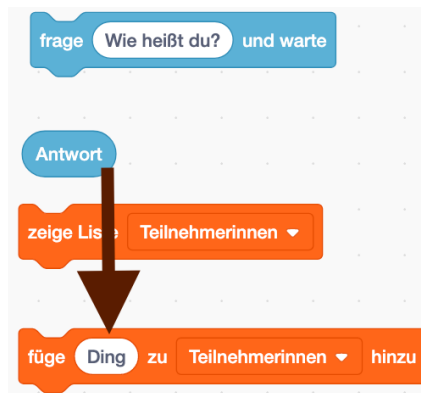 frage Wie heißt du? und warte
Antwort
zeige Liste Teilnehmerinnen
füge Ding zu Teilnehmerinnen hinzu